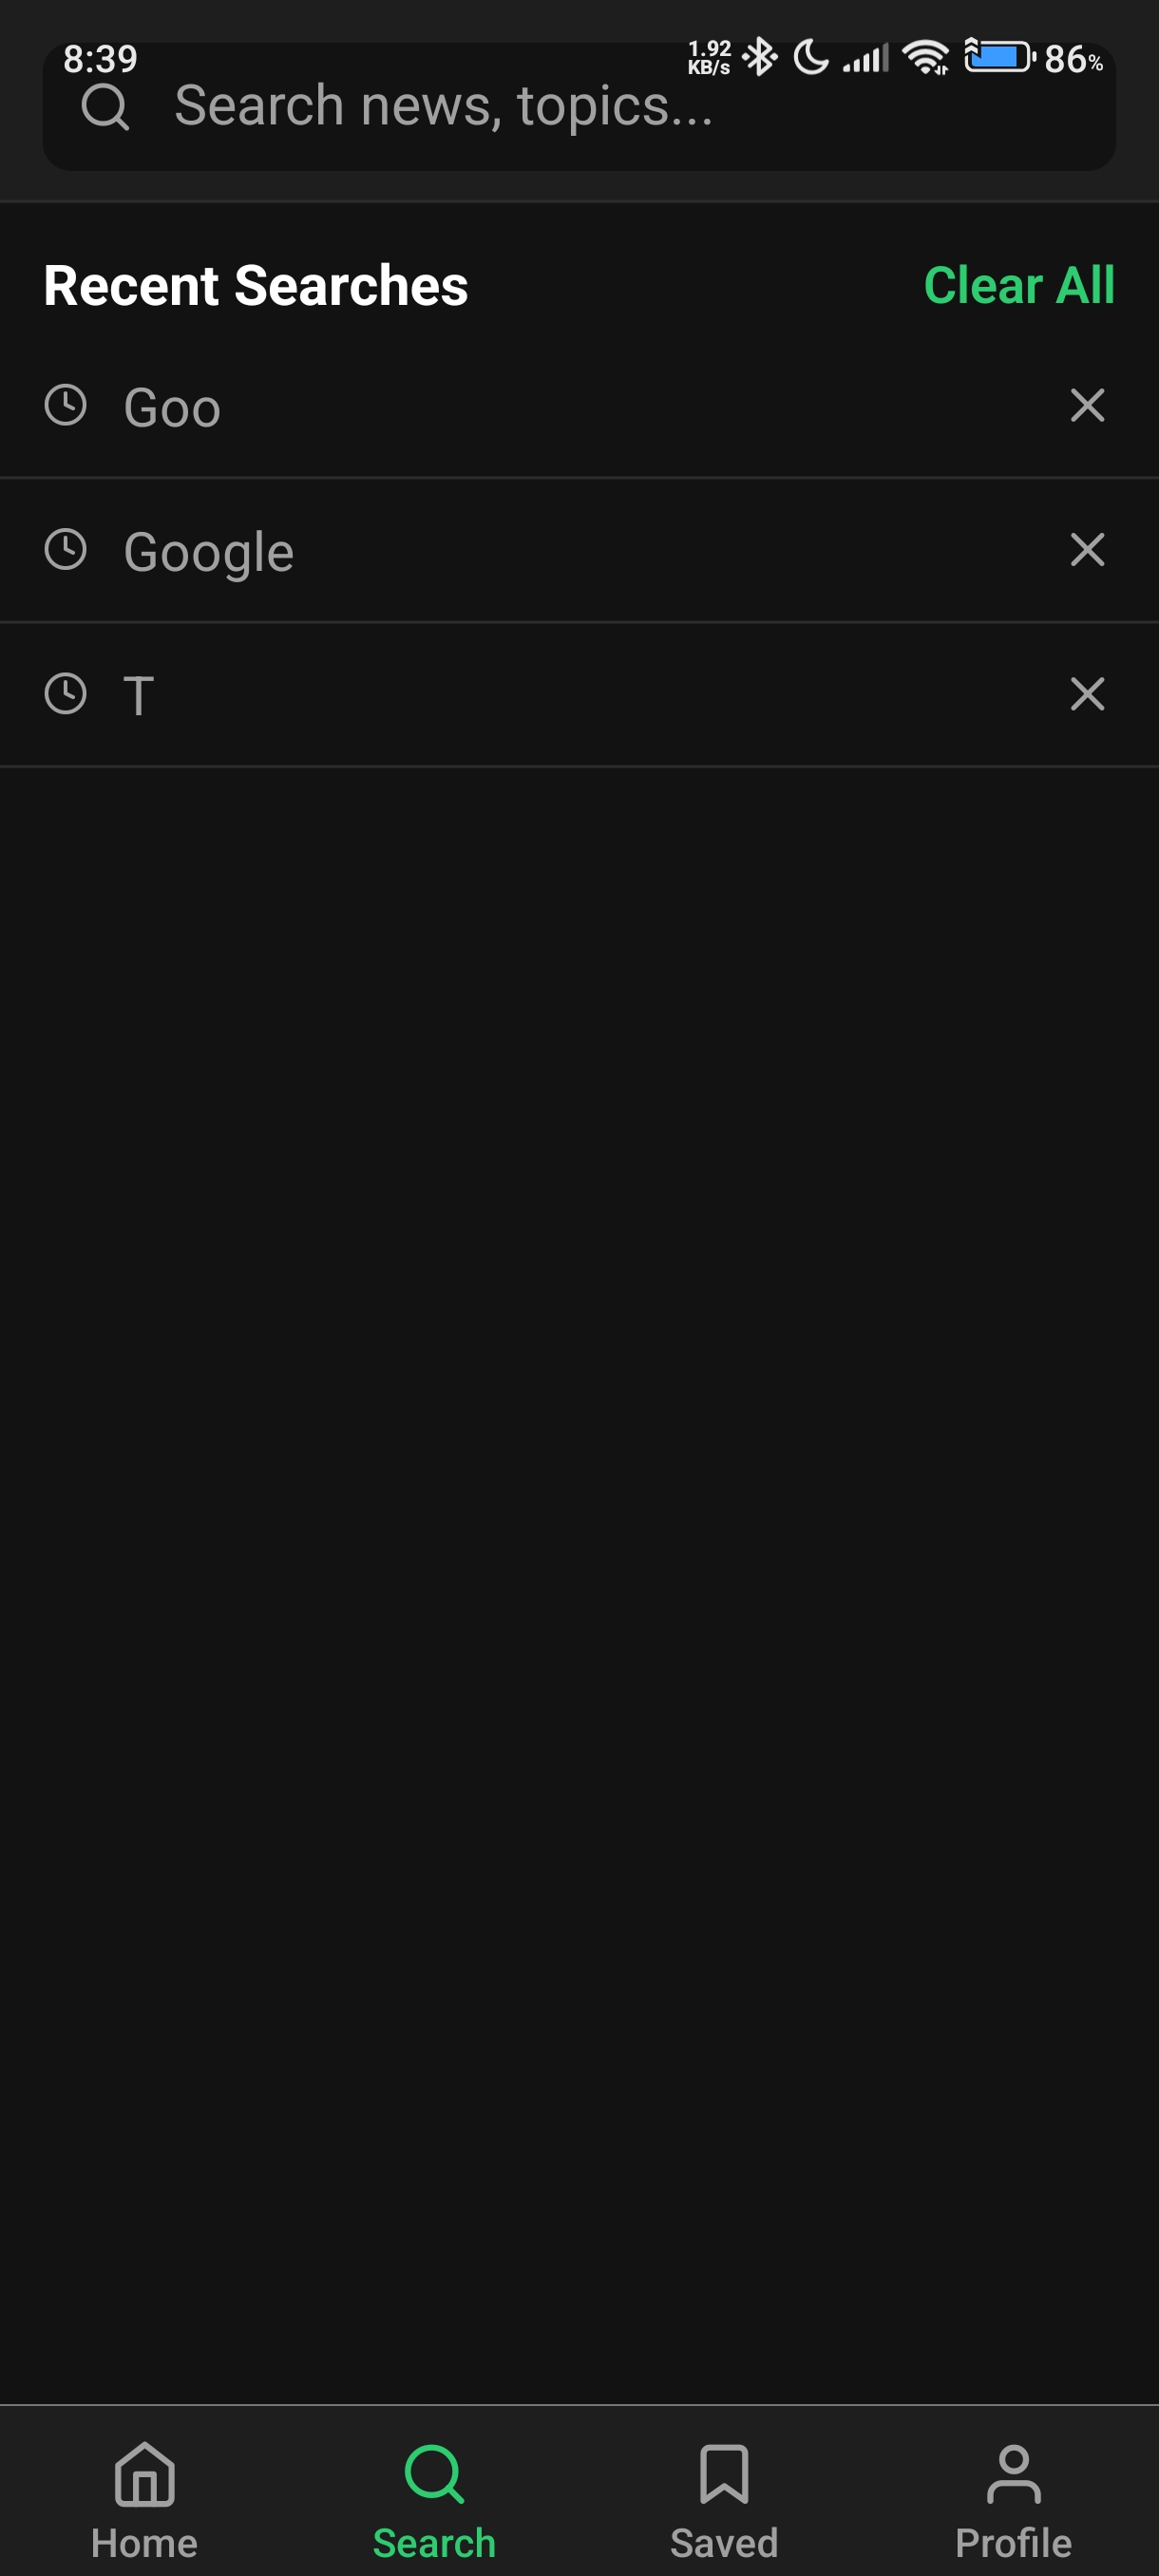 8:39
1.92 KB/s
86%
Search news, topics...
Recent Searches
Clear All
Goo
Google
T
Home
Search
Saved
Profile